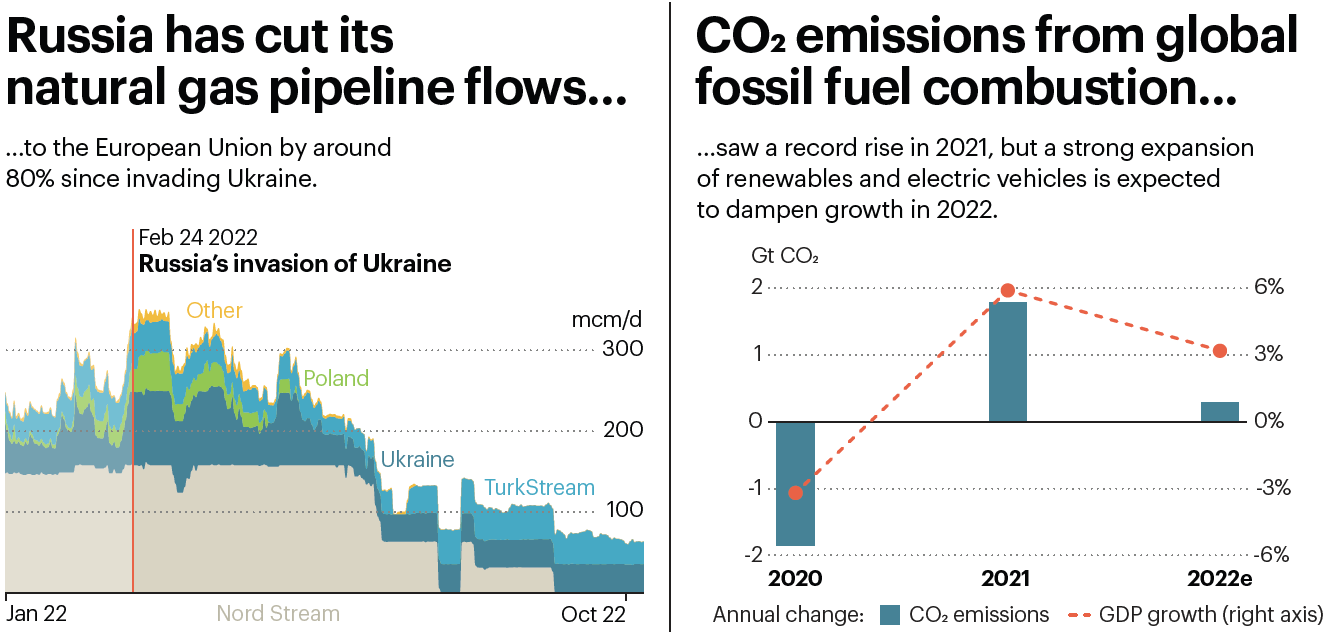 Russia has cut its
natural gas pipeline flows...
...to the European Union by around
80% since invading Ukraine.
Feb 24 2022
Russia's invasion of Ukraine
Other
mcm/d
300
Poland
200
Ukraine
TurkStream
100
Jan 22
Nord Stream
Oct 22
CO₂ emissions from global
fossil fuel combustion...
...saw a record rise in 2021, but a strong expansion
of renewables and electric vehicles is expected
to dampen growth in 2022.
Gt CO₂
2
6%
1
3%
0
0%
-1
-3%
-2
-6%
2020
2021
2022e
Annual change: CO₂ emissions GDP growth (right axis)